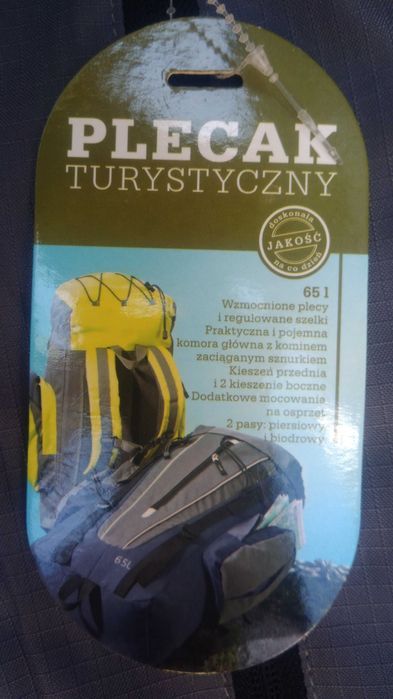 PLECAK
TURYSTYCZNY
doskonała
JAKOŚĆ
na co dzień
65 l
Wzmocnione plecy
i regulowane szelki
Praktyczna i pojemna
komora główna z kominem
zaciąganym sznurkiem
Kieszeń przednia
i 2 kieszenie boczne
Dodatkowe mocowanie
na osprzęt
2 pasy: piersiowy
i biodrowy
65L